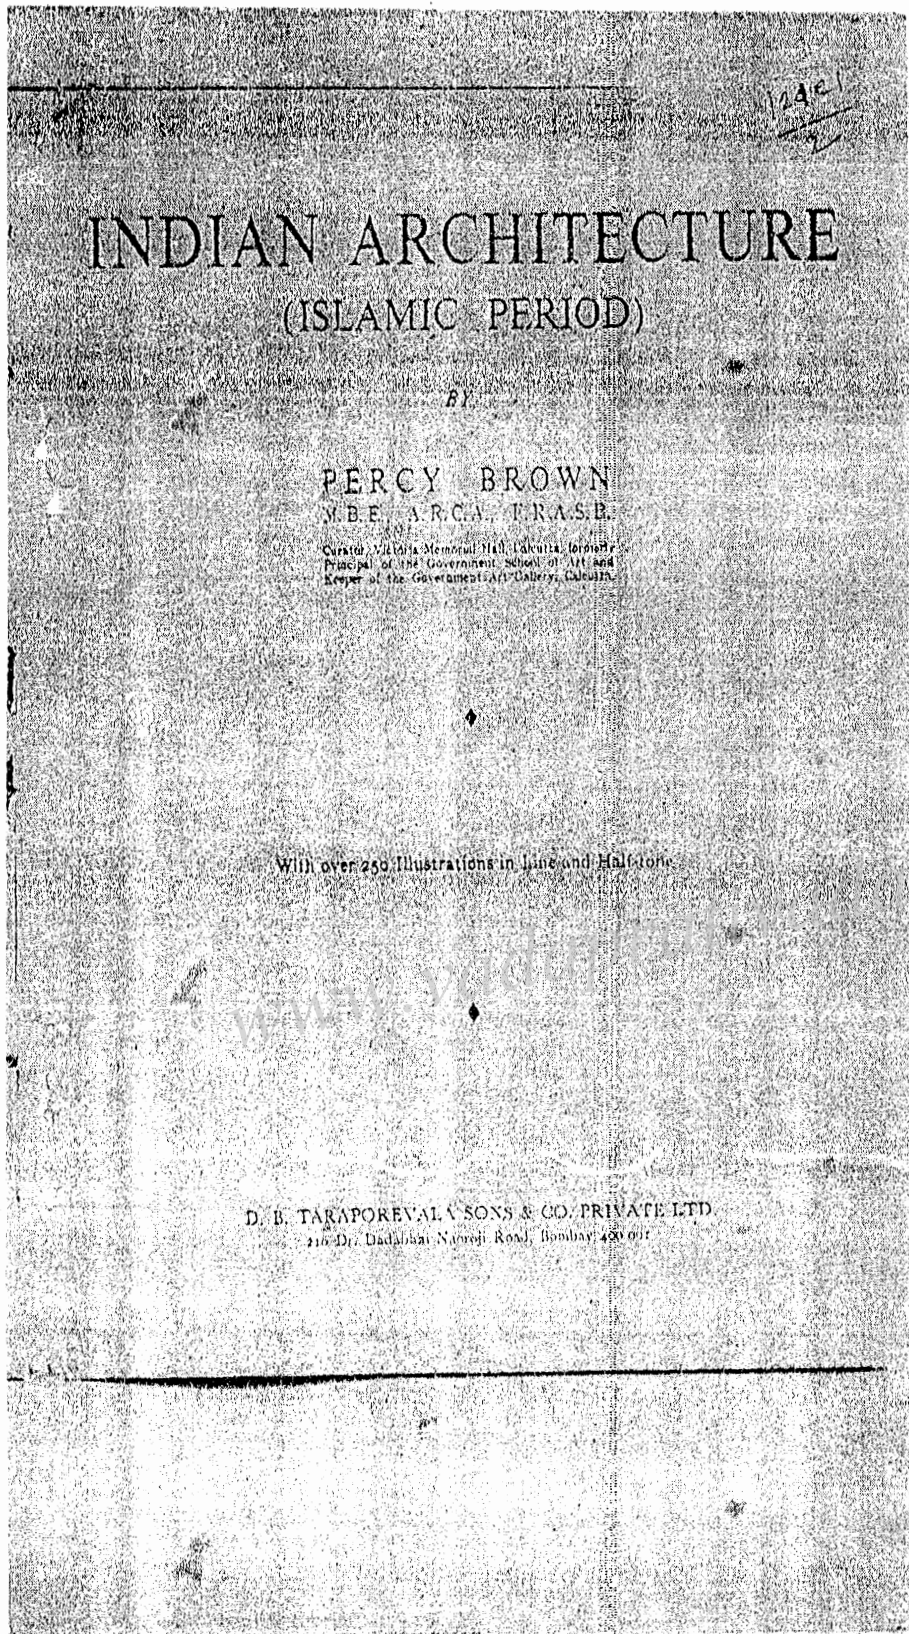 INDIAN ARCHITECTURE
(ISLAMIC PERIOD)
BY
PERCY BROWN
M.B.E., A.R.C.A., F.R.A.S.B.
Curator, Victoria Memorial Hall, Calcutta, formerly
Principal of the Government School of Art and
Keeper of the Government Art Gallery, Calcutta.
With over 250 Illustrations in Line and Half-tone
www.
D. B. TARAPOREVALA SONS & CO. PRIVATE LTD.
210 Dr. Dadabhai Naoroji Road, Bombay 400 001